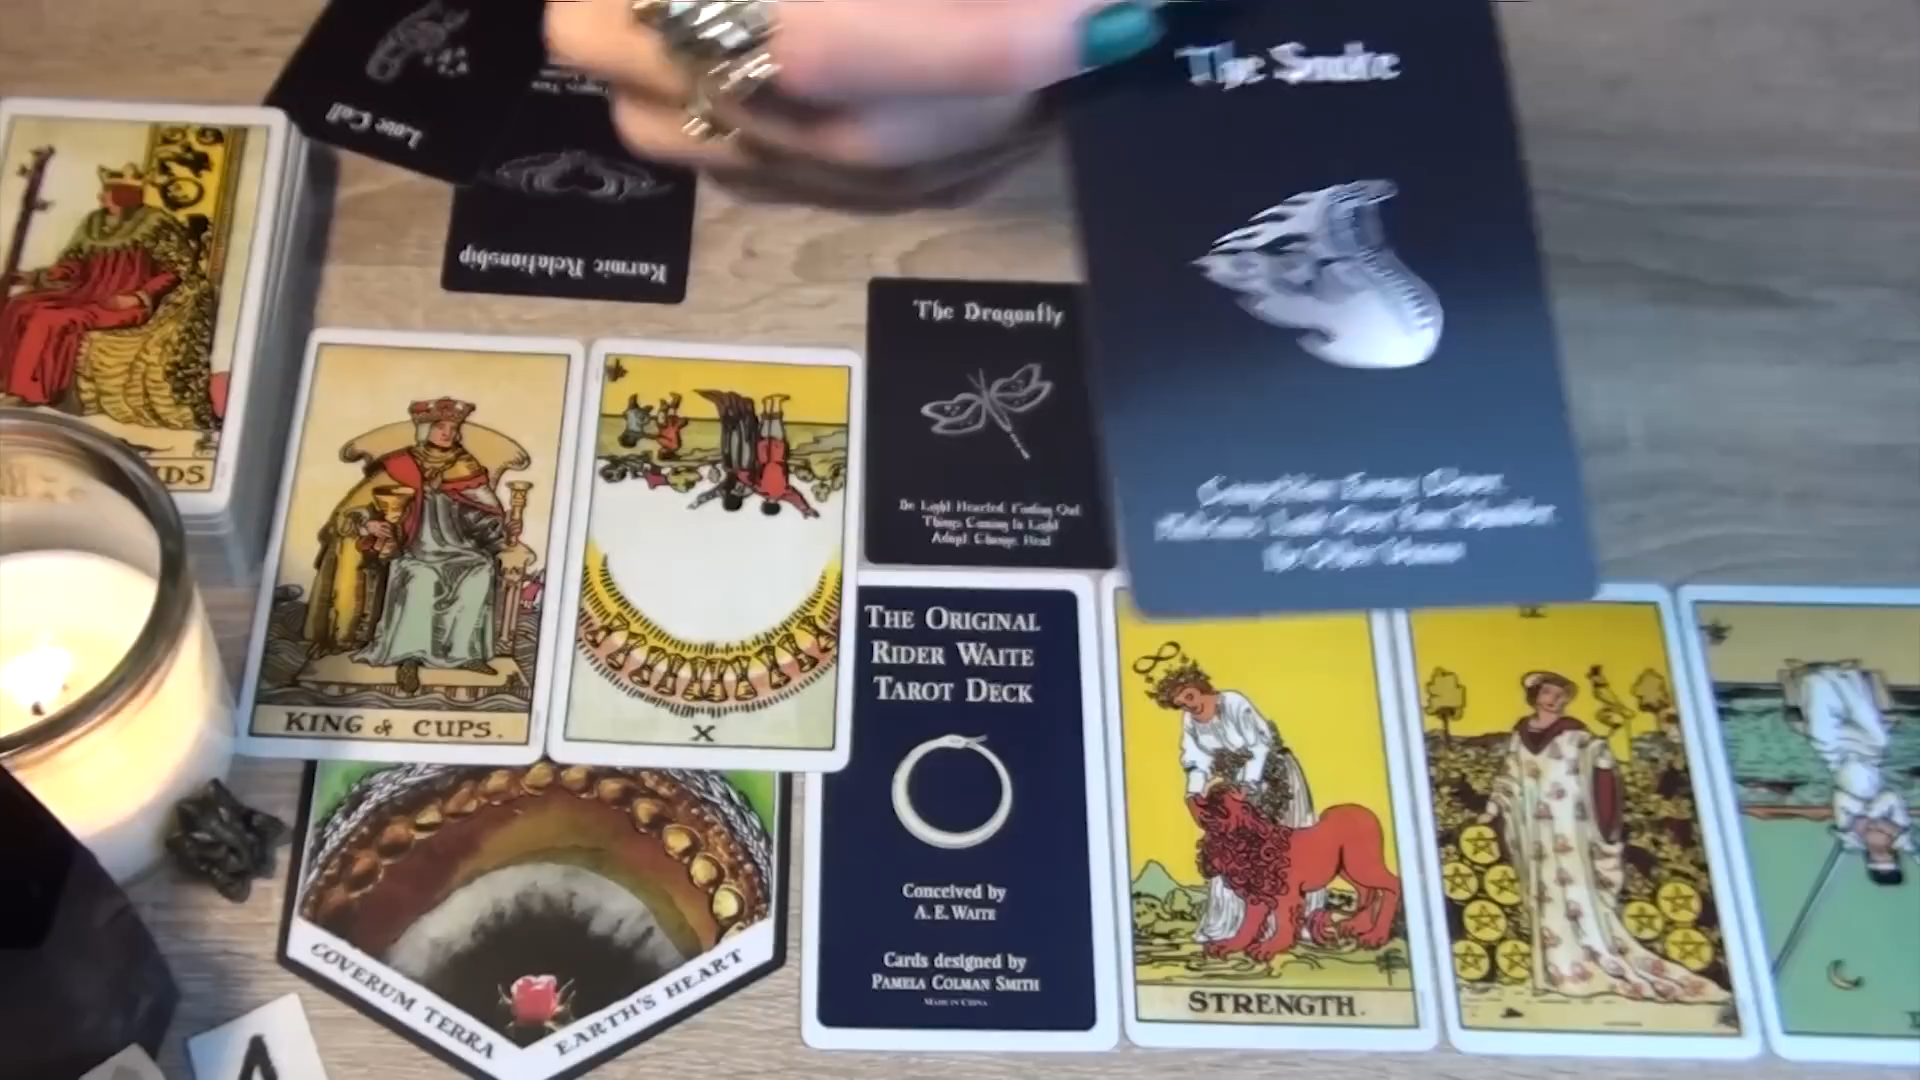 The Snake
Love Call
Karmic Relationship
The Dragonfly
Be Light Hearted, Finding Out
Things Coming To Light
Adapt, Change, Heal
NDS
KING of CUPS.
X
THE ORIGINAL
RIDER WAITE
TAROT DECK
Conceived by
A. E. WAITE
Cards designed by
PAMELA COLMAN SMITH
MADE IN CHINA
STRENGTH.
COVERUM TERRA
EARTH'S HEART